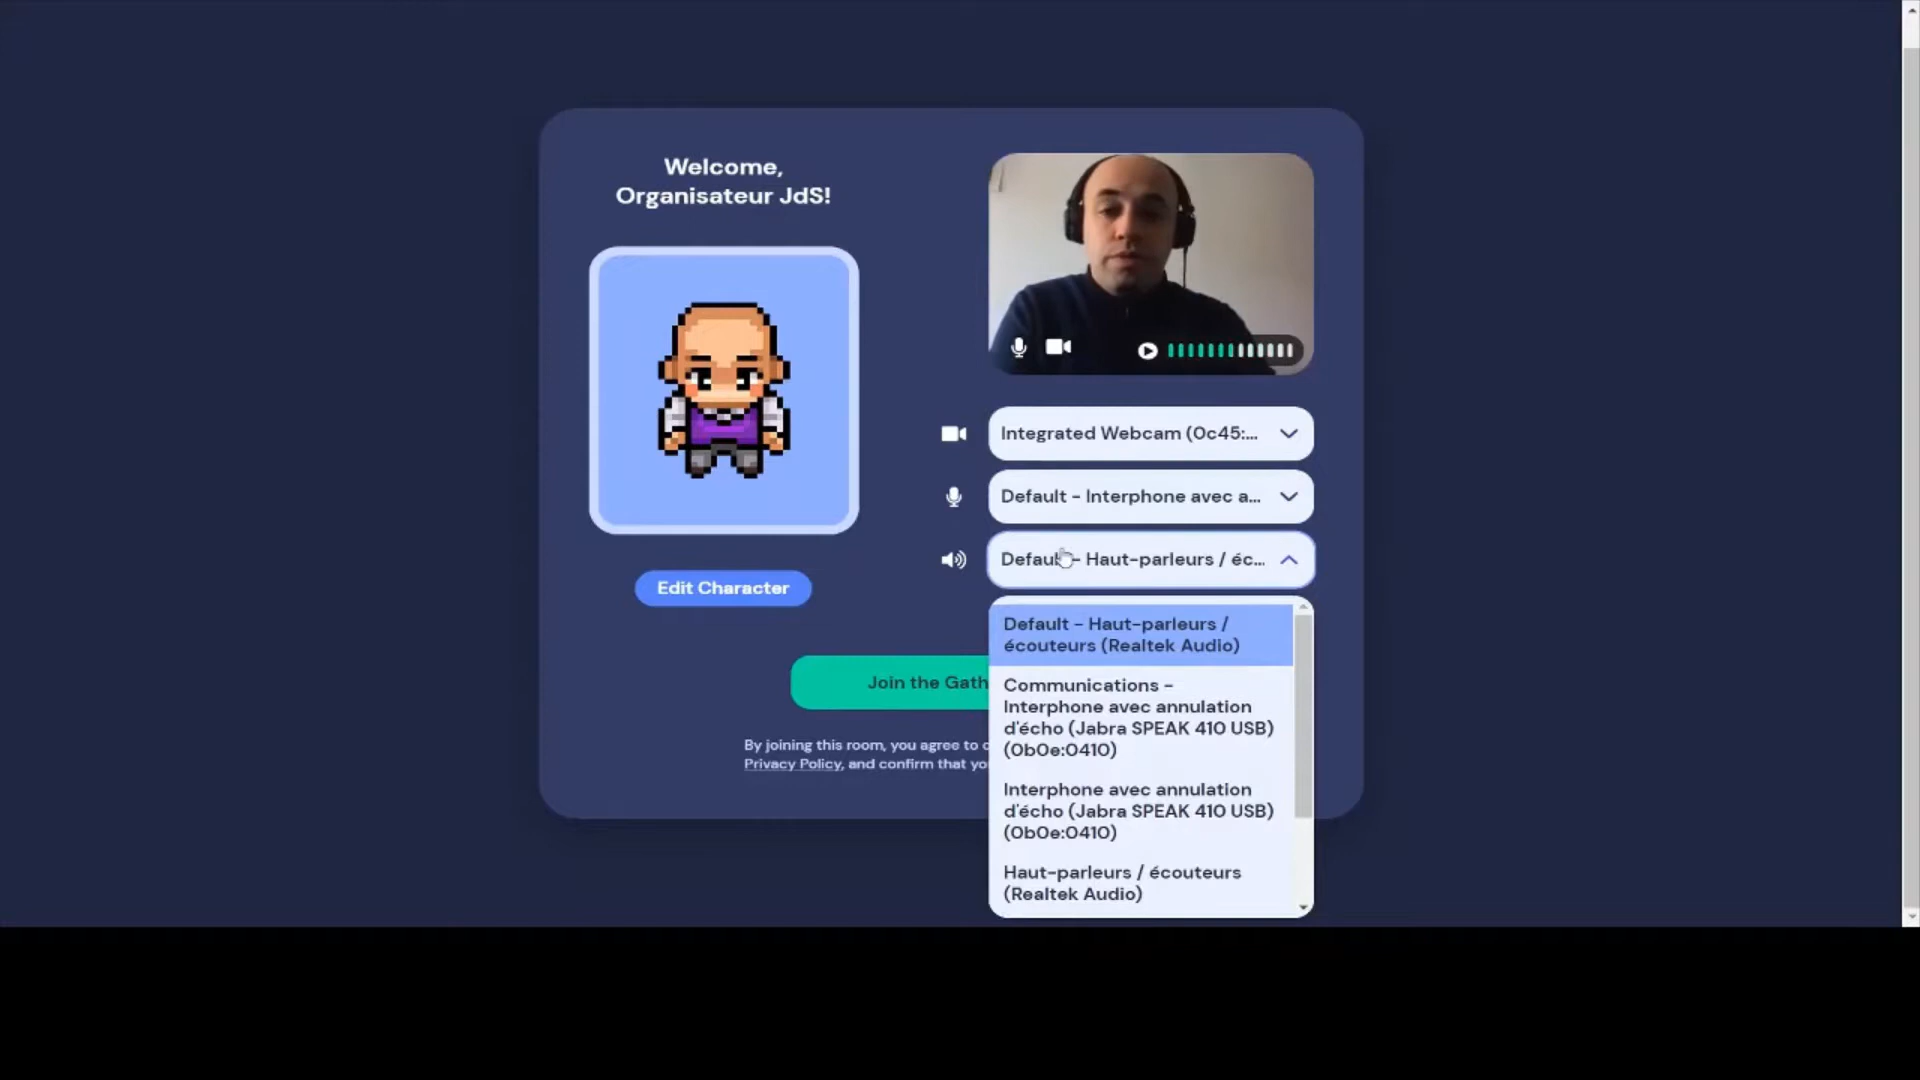 Welcome,
Organisateur JdS!
Edit Character
Integrated Webcam (0c45:...
Default - Interphone avec a...
Default - Haut-parleurs / éc...
Default - Haut-parleurs /
écouteurs (Realtek Audio)
Communications -
Interphone avec annulation
d'écho (Jabra SPEAK 410 USB)
(0b0e:0410)
Interphone avec annulation
d'écho (Jabra SPEAK 410 USB)
(0b0e:0410)
Haut-parleurs / écouteurs
(Realtek Audio)
Join the Gath
By joining this room, you agree to
Privacy Policy, and confirm that